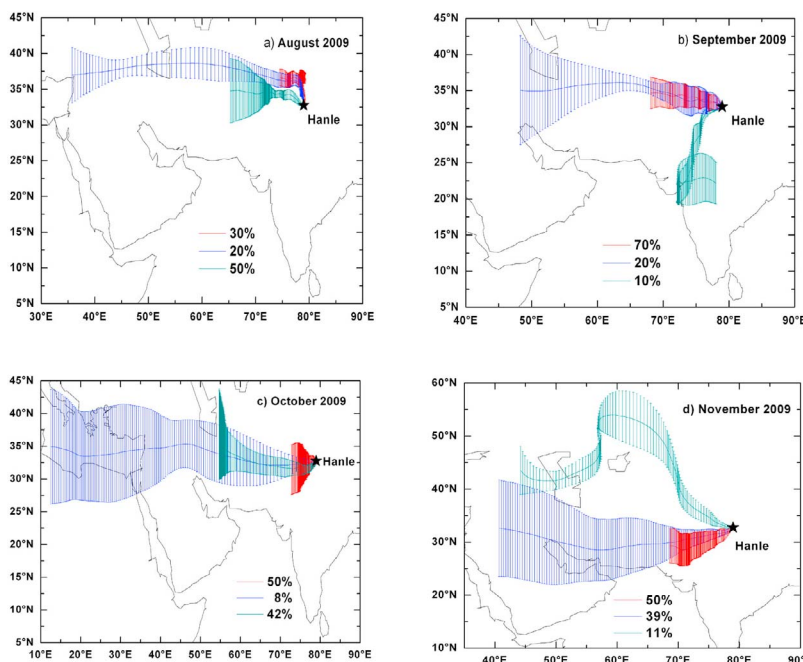 a) August 2009
45°N
40°N
35°N
30°N
25°N
20°N
15°N
10°N
5°N
Hanle
30%
20%
50%
30°E 40°E 50°E 60°E 70°E 80°E 90°E
b) September 2009
45°N
40°N
35°N
30°N
25°N
20°N
15°N
10°N
5°N
Hanle
70%
20%
10%
40°E 50°E 60°E 70°E 80°E 90°E
c) October 2009
45°N
40°N
35°N
30°N
25°N
20°N
15°N
10°N
5°N
Hanle
50%
8%
42%
10°E 20°E 30°E 40°E 50°E 60°E 70°E 80°E 90°E
d) November 2009
60°N
50°N
40°N
30°N
20°N
10°N
Hanle
50%
39%
11%
40°E 50°E 60°E 70°E 80°E 90°E